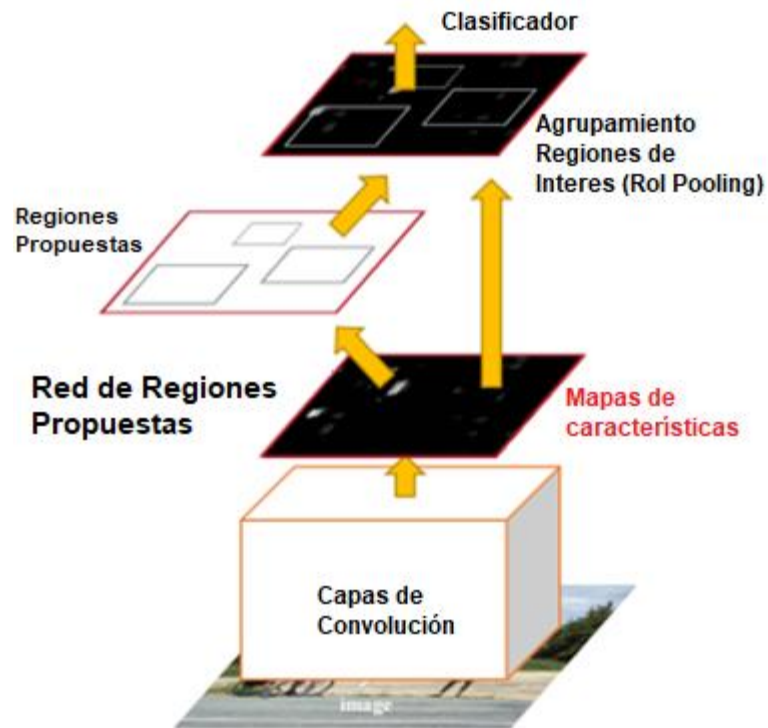 Clasificador
Agrupamiento
Regiones de
Interes (RoI Pooling)
Regiones
Propuestas
Red de Regiones
Propuestas
Mapas de
característicàs
Capas de
Convolución
image